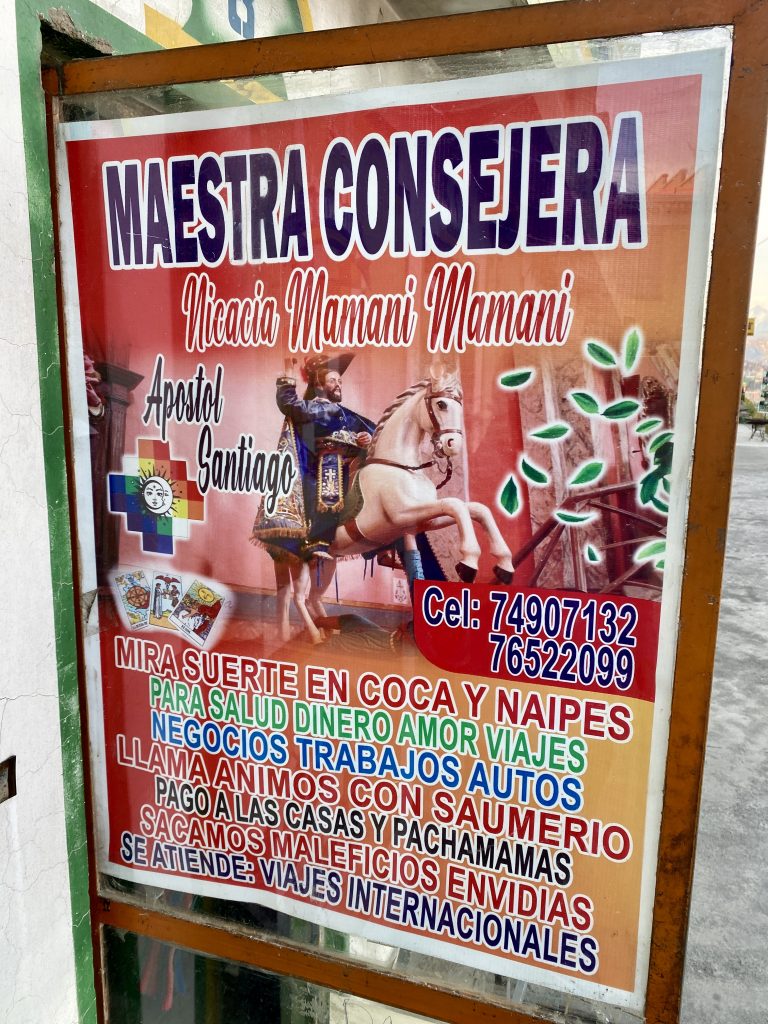 MAESTRA CONSEJERA
Nicacia Mamani Mamani
Apostol
Santiago
Cel: 74907132
76522099
MIRA SUERTE EN COCA Y NAIPES
PARA SALUD DINERO AMOR VIAJES
NEGOCIOS TRABAJOS AUTOS
LLAMA ANIMOS CON SAUMERIO
PAGO A LAS CASAS Y PACHAMAMAS
SACAMOS MALEFICIOS ENVIDIAS
SE ATIENDE: VIAJES INTERNACIONALES